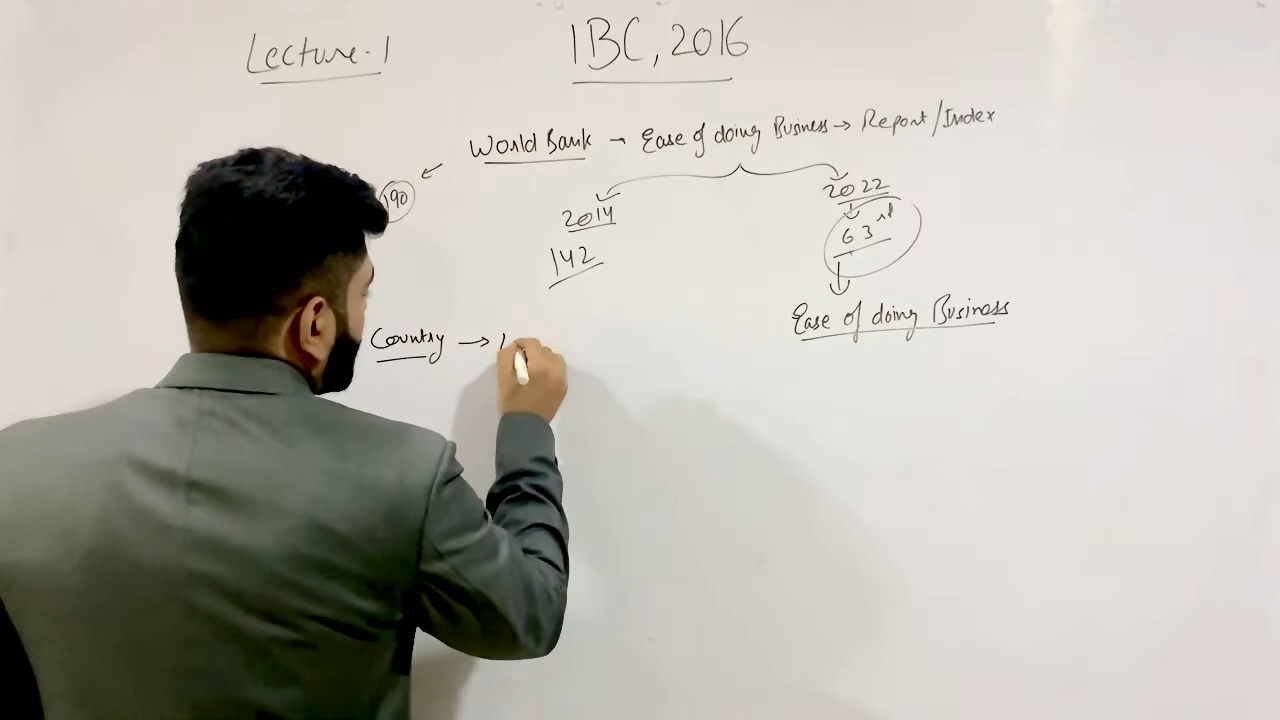 Lecture-1
IBC, 2016
World Bank → Ease of doing Business → Report/Index
190
2014
2022
142
63rd
Ease of doing Business
Country →